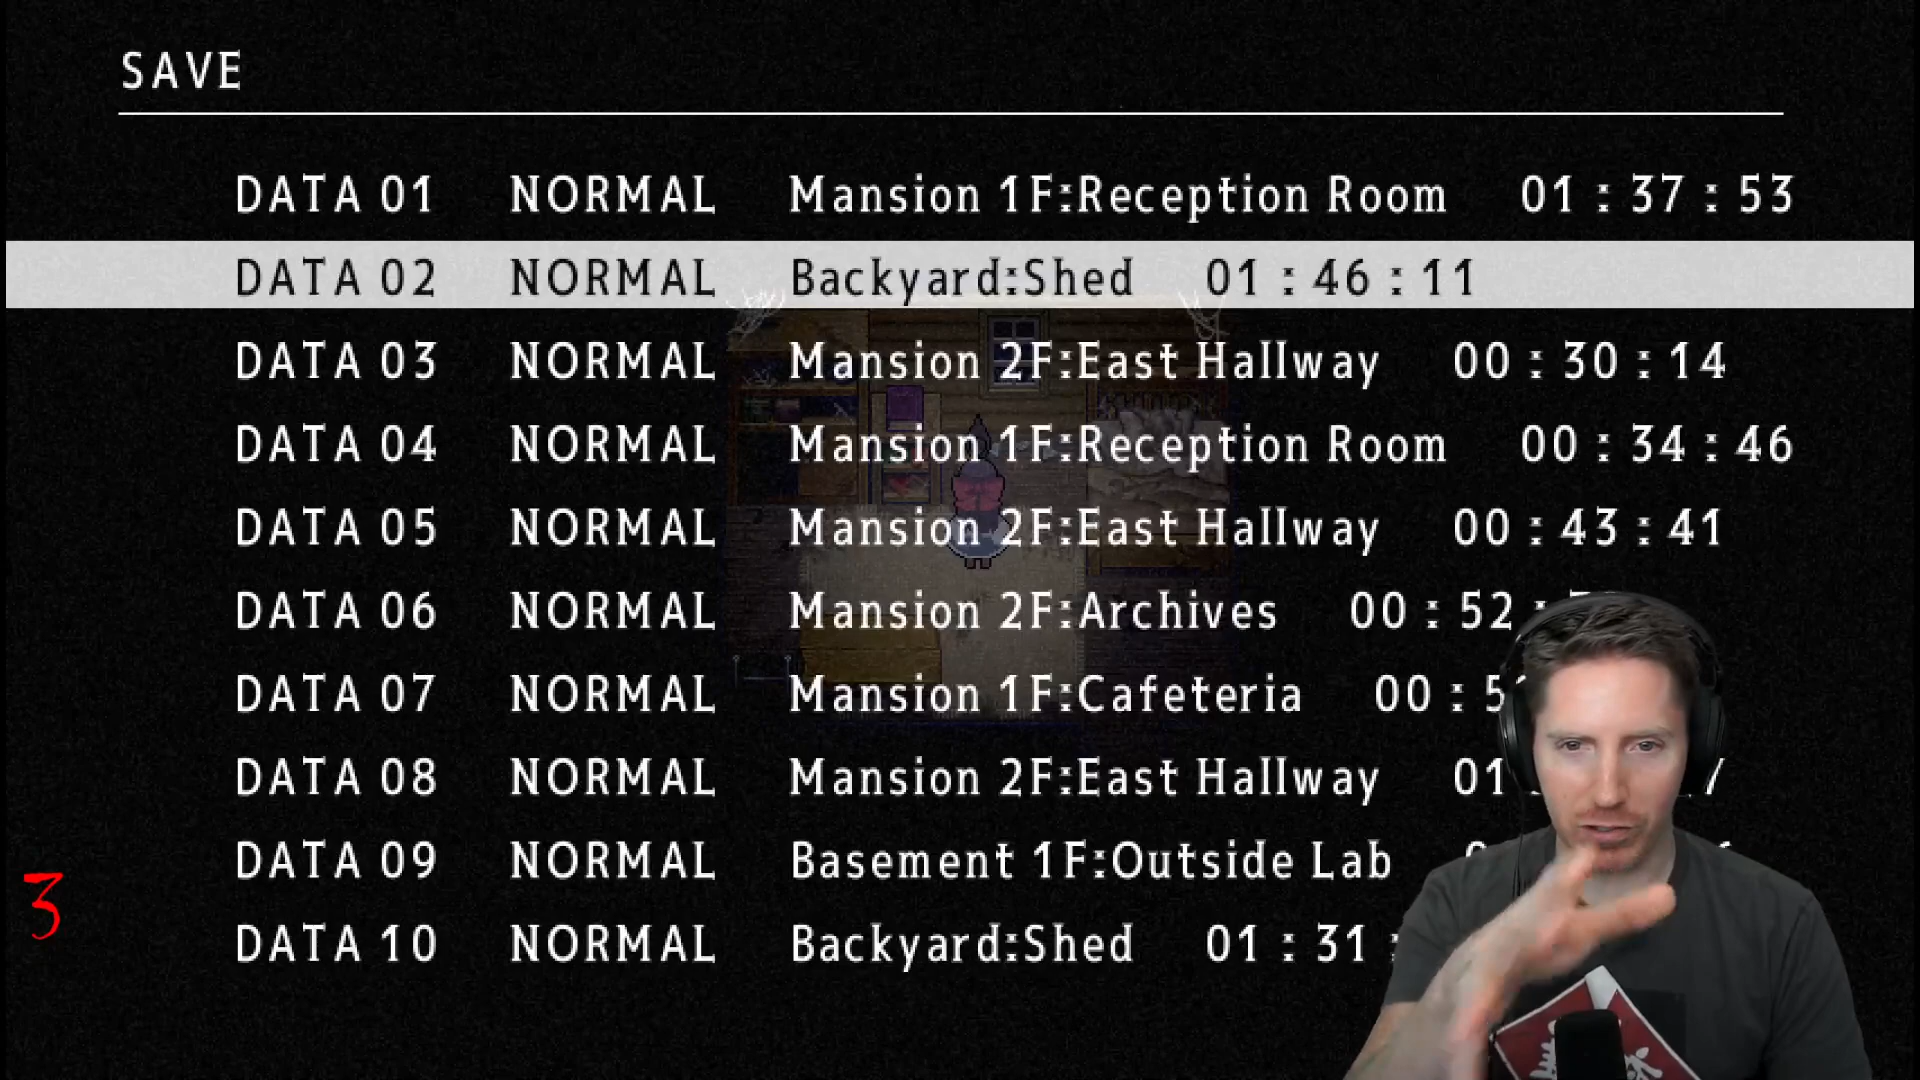 SAVE
DATA 01 NORMAL Mansion 1F:Reception Room 01:37:53
DATA 02 NORMAL Backyard:Shed 01:46:11
DATA 03 NORMAL Mansion 2F:East Hallway 00:30:14
DATA 04 NORMAL Mansion 1F:Reception Room 00:34:46
DATA 05 NORMAL Mansion 2F:East Hallway 00:43:41
DATA 06 NORMAL Mansion 2F:Archives 00:52:
DATA 07 NORMAL Mansion 1F:Cafeteria 00:5
DATA 08 NORMAL Mansion 2F:East Hallway 01
DATA 09 NORMAL Basement 1F:Outside Lab
DATA 10 NORMAL Backyard:Shed 01:31:
3